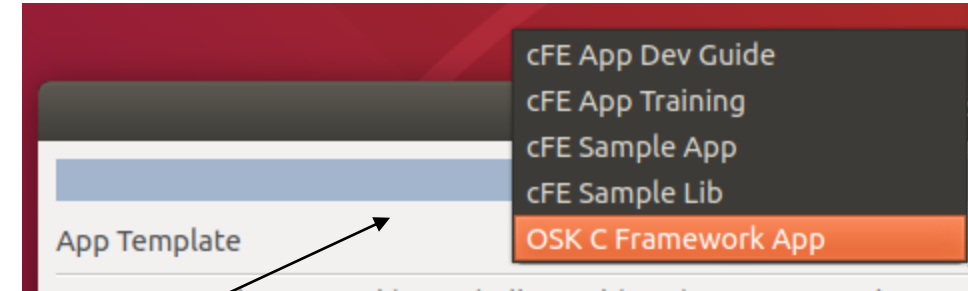 cFE App Dev Guide
cFE App Training
cFE Sample App
cFE Sample Lib
App Template
OSK C Framework App